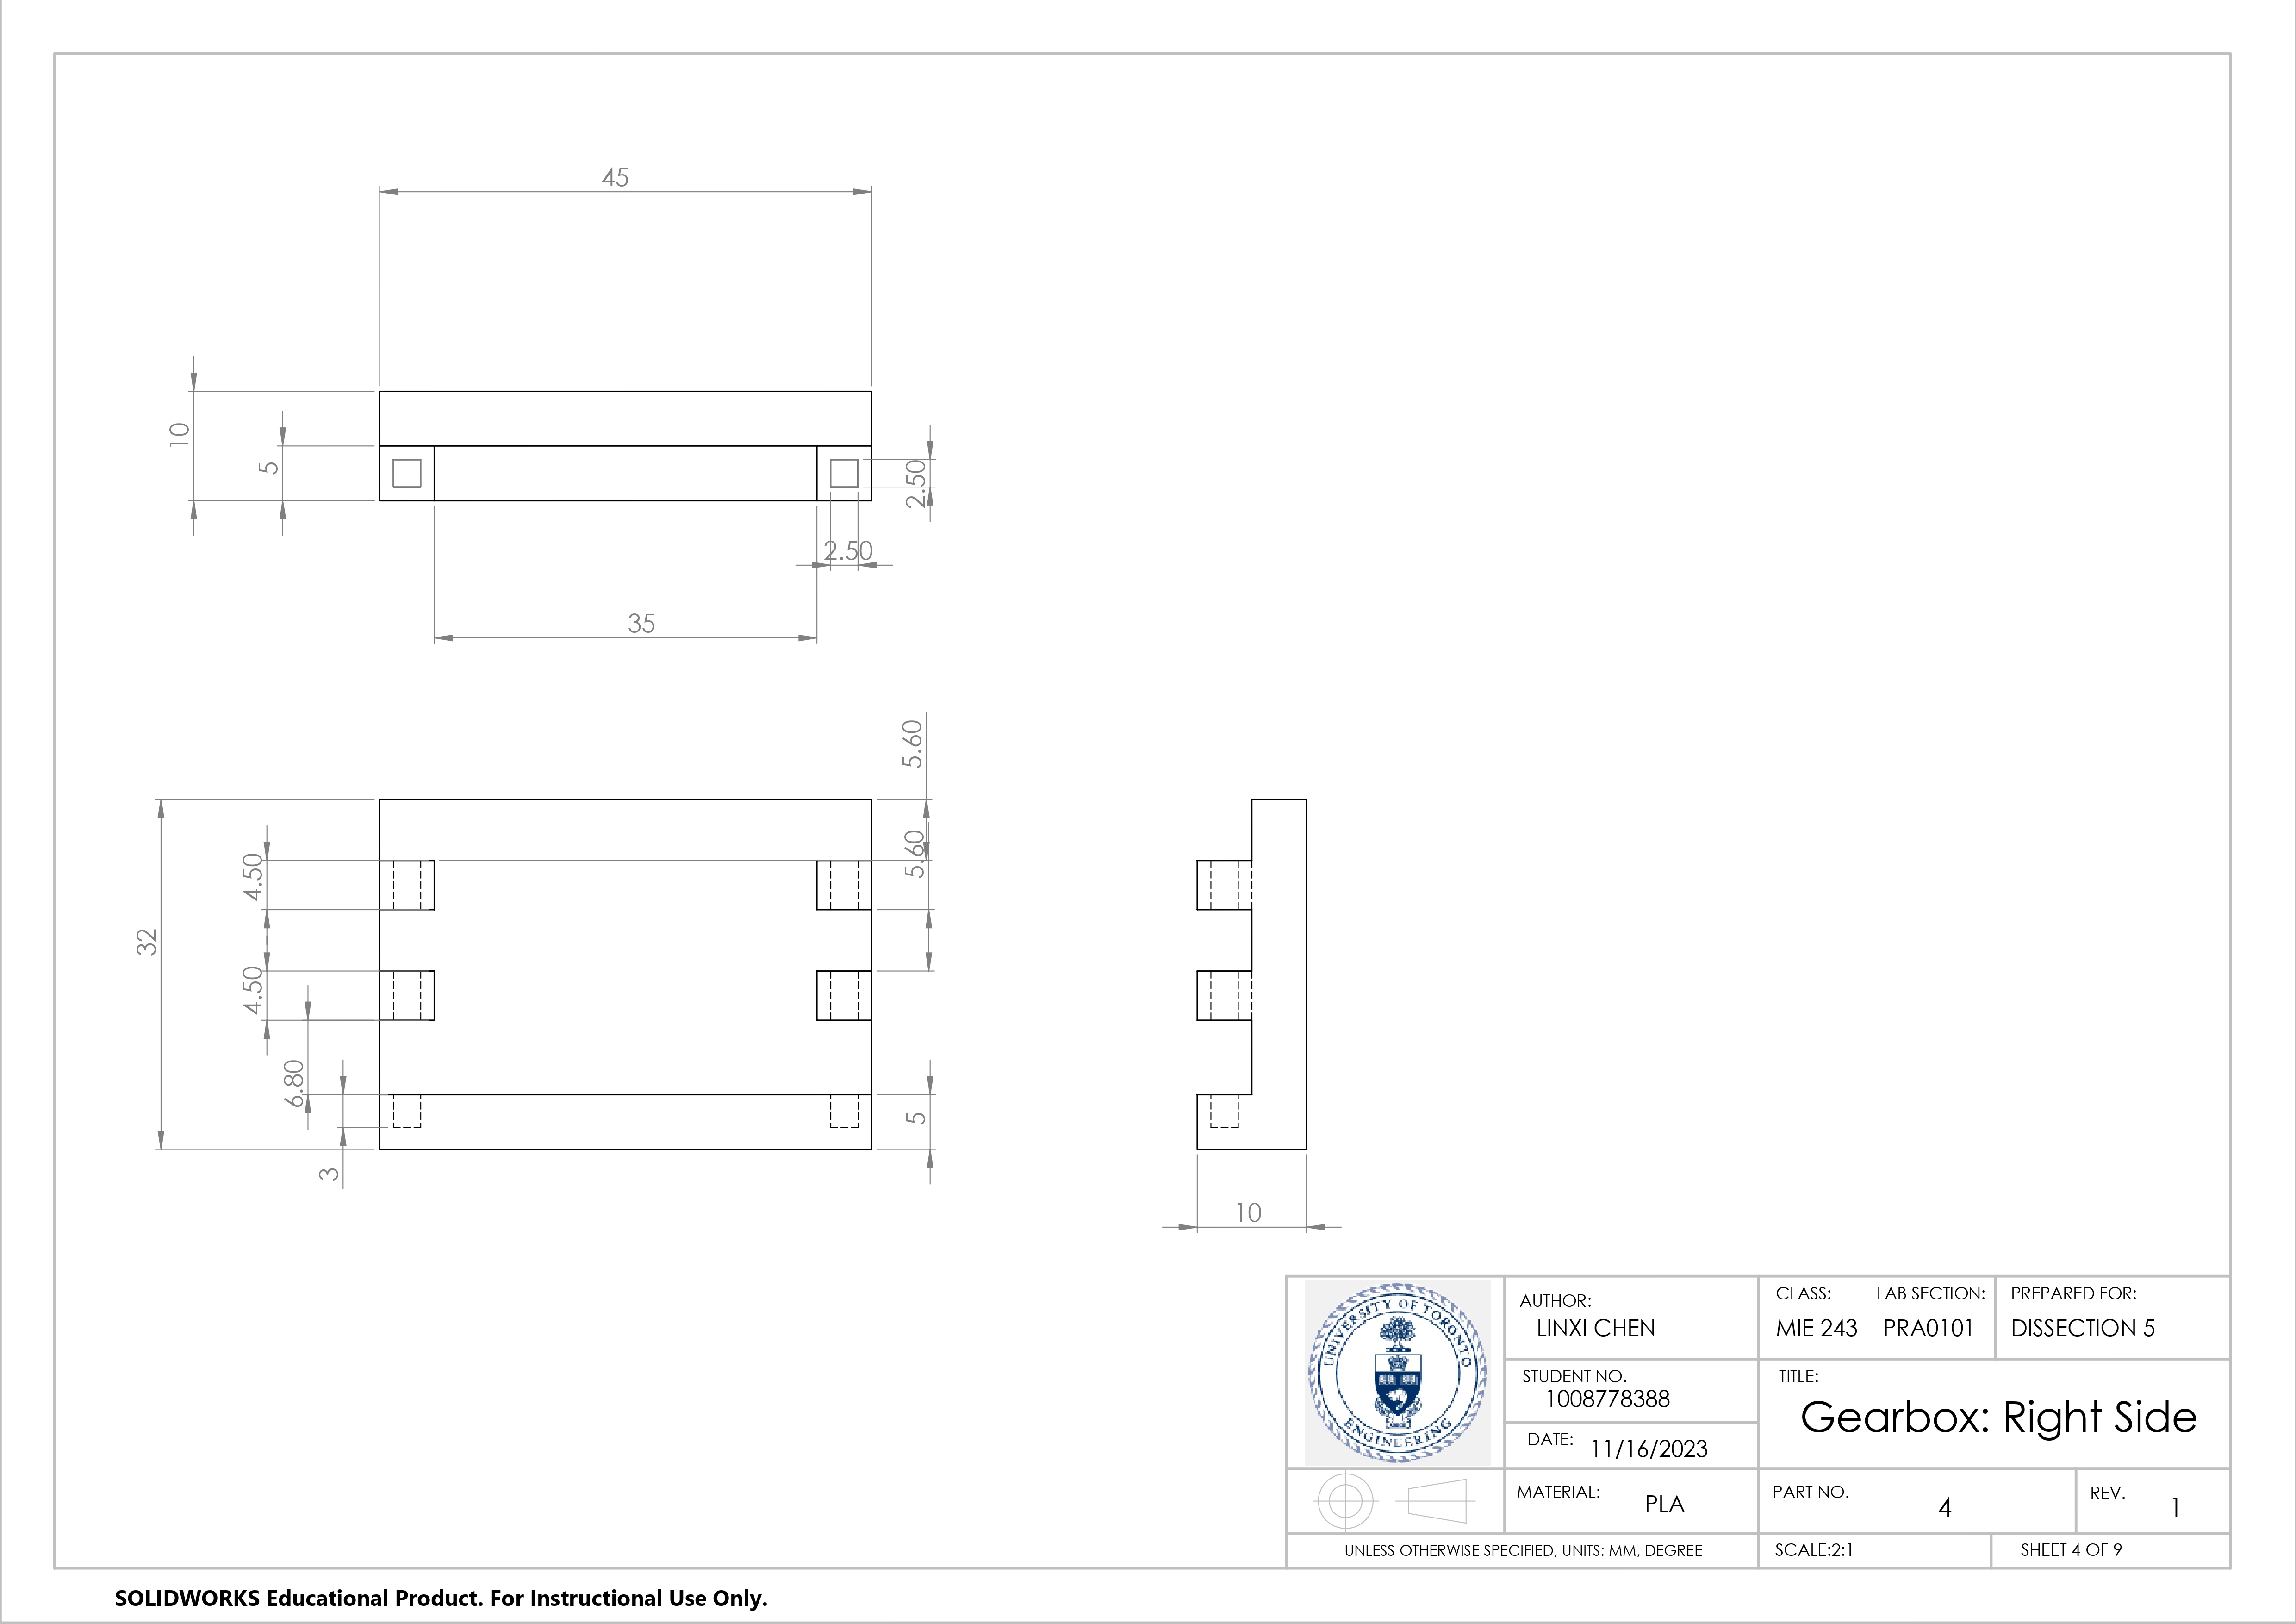 45
10
5
2.50
2.50
35
5.60
5.60
4.50
32
4.50
6.80
5
3
10
UNIVERSITY OF TORONTO
ENGINEERING
AUTHOR:
LINXI CHEN
CLASS: LAB SECTION:
MIE 243 PRA0101
PREPARED FOR:
DISSECTION 5
STUDENT NO.
1008778388
TITLE:
Gearbox: Right Side
DATE: 11/16/2023
MATERIAL: PLA
PART NO. 4
REV. 1
UNLESS OTHERWISE SPECIFIED, UNITS: MM, DEGREE
SCALE:2:1
SHEET 4 OF 9
SOLIDWORKS Educational Product. For Instructional Use Only.